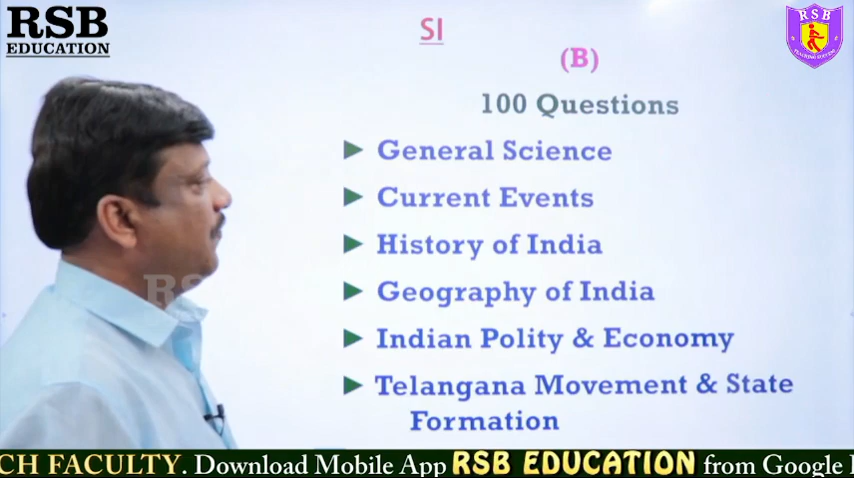 RSB
EDUCATION
SI
RSB
(B)
100 Questions
► General Science
► Current Events
► History of India
► Geography of India
► Indian Polity & Economy
► Telangana Movement & State
Formation
RS
CH FACULTY. Download Mobile App RSB EDUCATION from Google